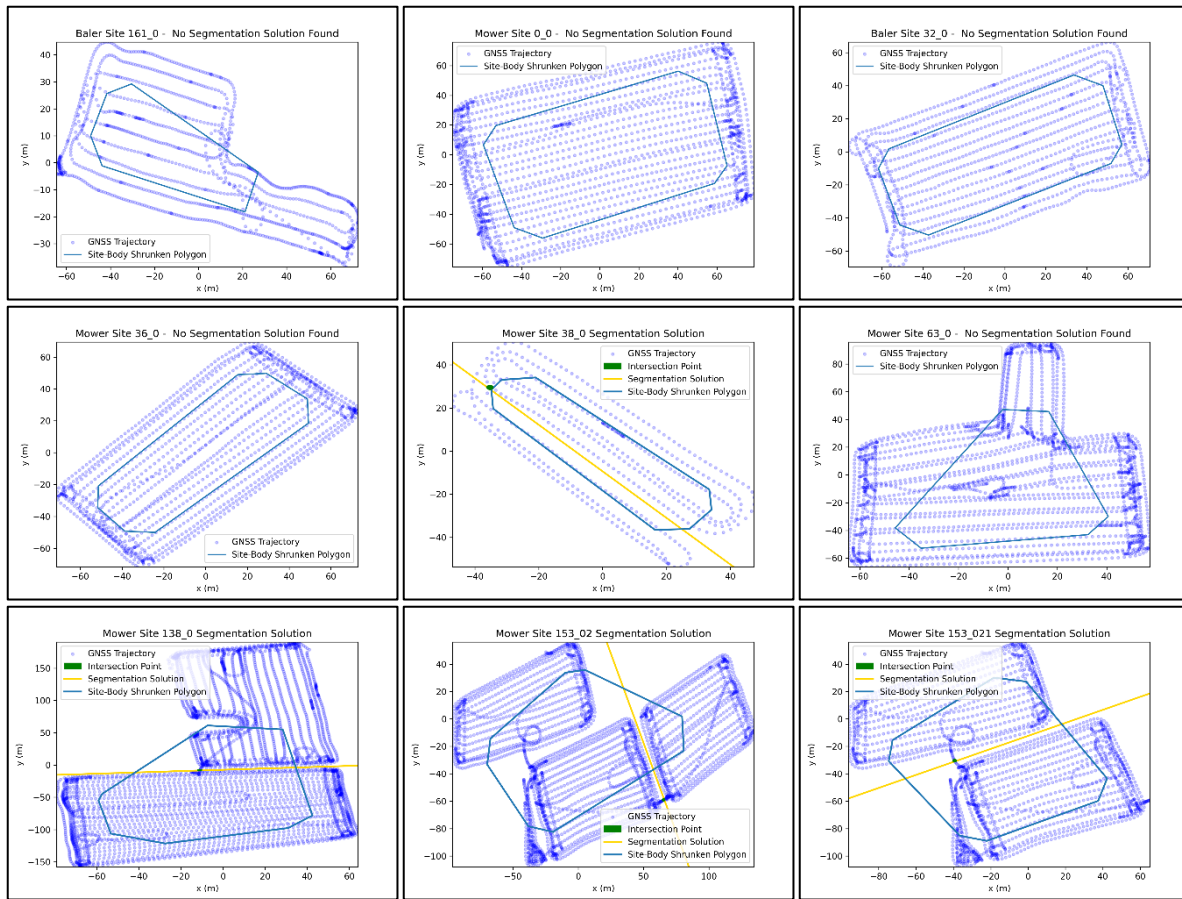 Baler Site 161_0 -  No Segmentation Solution Found
y (m)
40
30
20
10
0
−10
−20
−30
GNSS Trajectory
Site-Body Shrunken Polygon
−60 −40 −20 0 20 40 60
x (m)
Mower Site 0_0 -  No Segmentation Solution Found
GNSS Trajectory
Site-Body Shrunken Polygon
y (m)
60
40
20
0
−20
−40
−60
−80 −60 −40 −20 0 20 40 60
x (m)
Baler Site 32_0 -  No Segmentation Solution Found
GNSS Trajectory
Site-Body Shrunken Polygon
y (m)
60
40
20
0
−20
−40
−60
−60 −40 −20 0 20 40 60
x (m)
Mower Site 36_0 -  No Segmentation Solution Found
y (m)
60
40
20
0
−20
−40
−60
GNSS Trajectory
Site-Body Shrunken Polygon
−60 −40 −20 0 20 40 60
x (m)
Mower Site 38_0 Segmentation Solution
GNSS Trajectory
Intersection Point
Segmentation Solution
Site-Body Shrunken Polygon
y (m)
40
20
0
−20
−40
−40 −20 0 20 40
x (m)
Mower Site 63_0 -  No Segmentation Solution Found
GNSS Trajectory
Site-Body Shrunken Polygon
y (m)
80
60
40
20
0
−20
−40
−60
−60 −40 −20 0 20 40
x (m)
Mower Site 138_0 Segmentation Solution
GNSS Trajectory
Intersection Point
Segmentation Solution
Site-Body Shrunken Polygon
y (m)
150
100
50
0
−50
−100
−150
−60 −40 −20 0 20 40 60
x (m)
Mower Site 153_02 Segmentation Solution
y (m)
40
20
0
−20
−40
−60
−80
−100
GNSS Trajectory
Intersection Point
Segmentation Solution
Site-Body Shrunken Polygon
−50 0 50 100
x (m)
Mower Site 153_021 Segmentation Solution
GNSS Trajectory
Intersection Point
Segmentation Solution
Site-Body Shrunken Polygon
y (m)
40
20
0
−20
−40
−60
−80
−100
−80 −60 −40 −20 0 20 40 60
x (m)